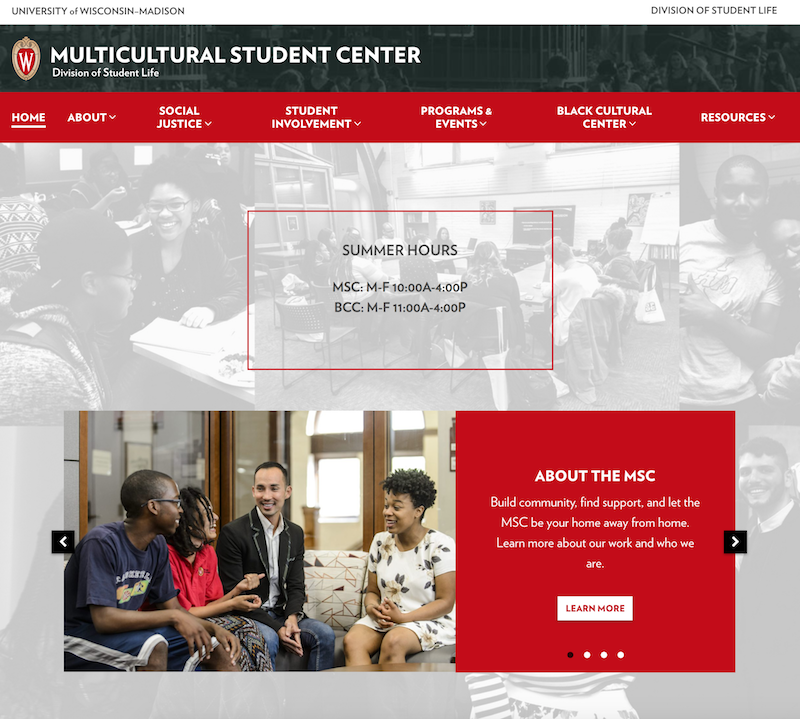 UNIVERSITY of WISCONSIN–MADISON
DIVISION OF STUDENT LIFE
W
MULTICULTURAL STUDENT CENTER
Division of Student Life
HOME
ABOUT
SOCIAL
JUSTICE
STUDENT
INVOLVEMENT
PROGRAMS &
EVENTS
BLACK CULTURAL
CENTER
RESOURCES
SUMMER HOURS
MSC: M-F 10:00A-4:00P
BCC: M-F 11:00A-4:00P
ABOUT THE MSC
Build community, find support, and let the
MSC be your home away from home.
Learn more about our work and who we
are.
LEARN MORE